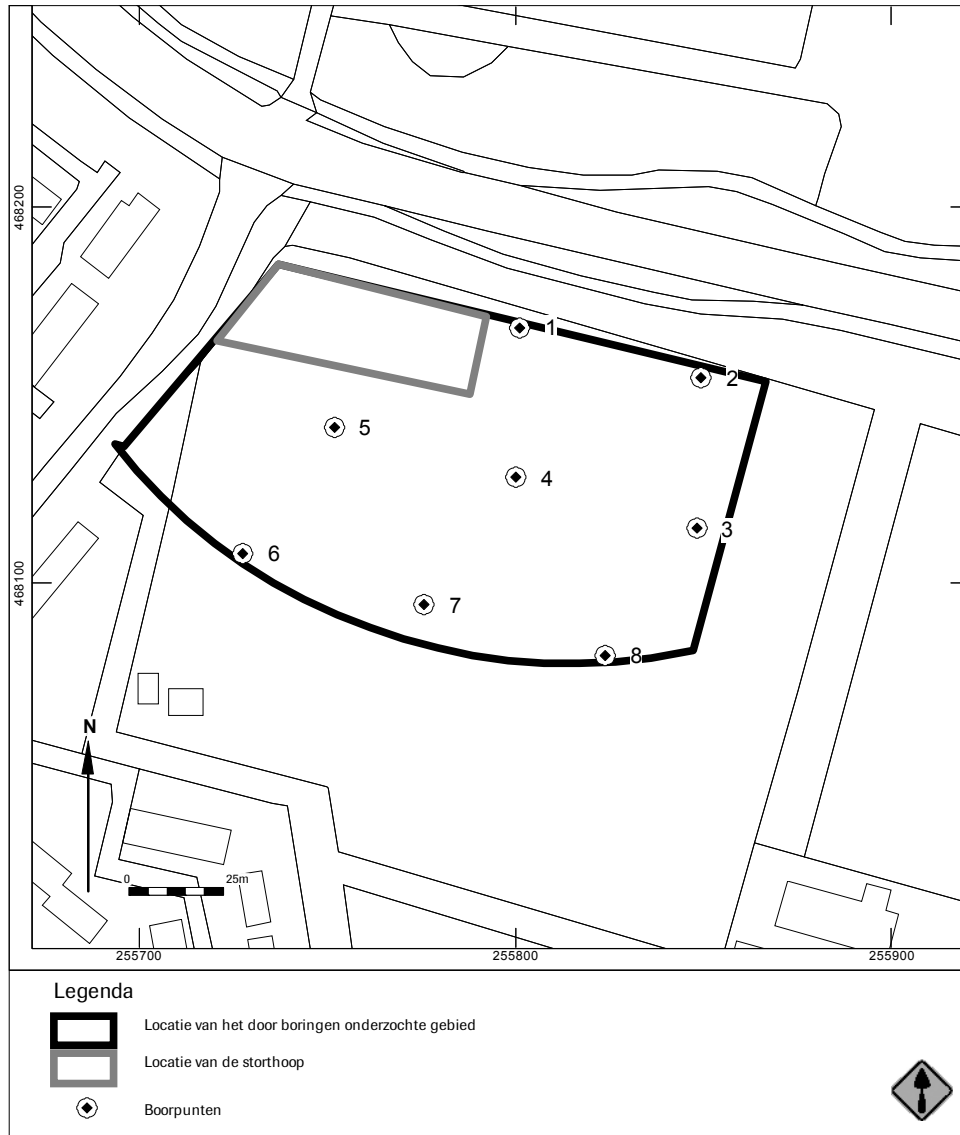 468200
1
2
5
4
3
6
468100
7
8
N
0 25m
255700 255800 255900
Legenda
Locatie van het door boringen onderzochte gebied
Locatie van de storthoop
Boorpunten